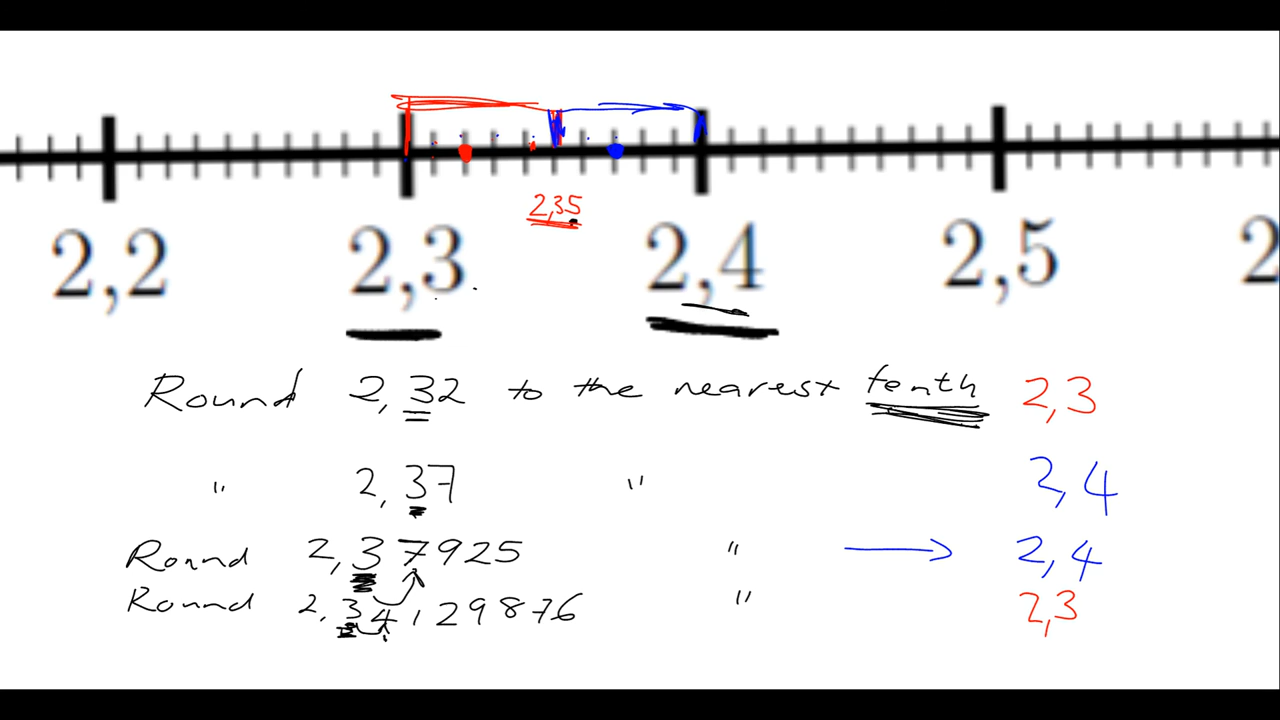 2,35
2,2 2,3 2,4 2,5 2
Round 2,32 to the nearest tenth 2,3
" 2,37 " 2,4
Round 2,37925 " → 2,4
Round 2,34129876 " 2,3